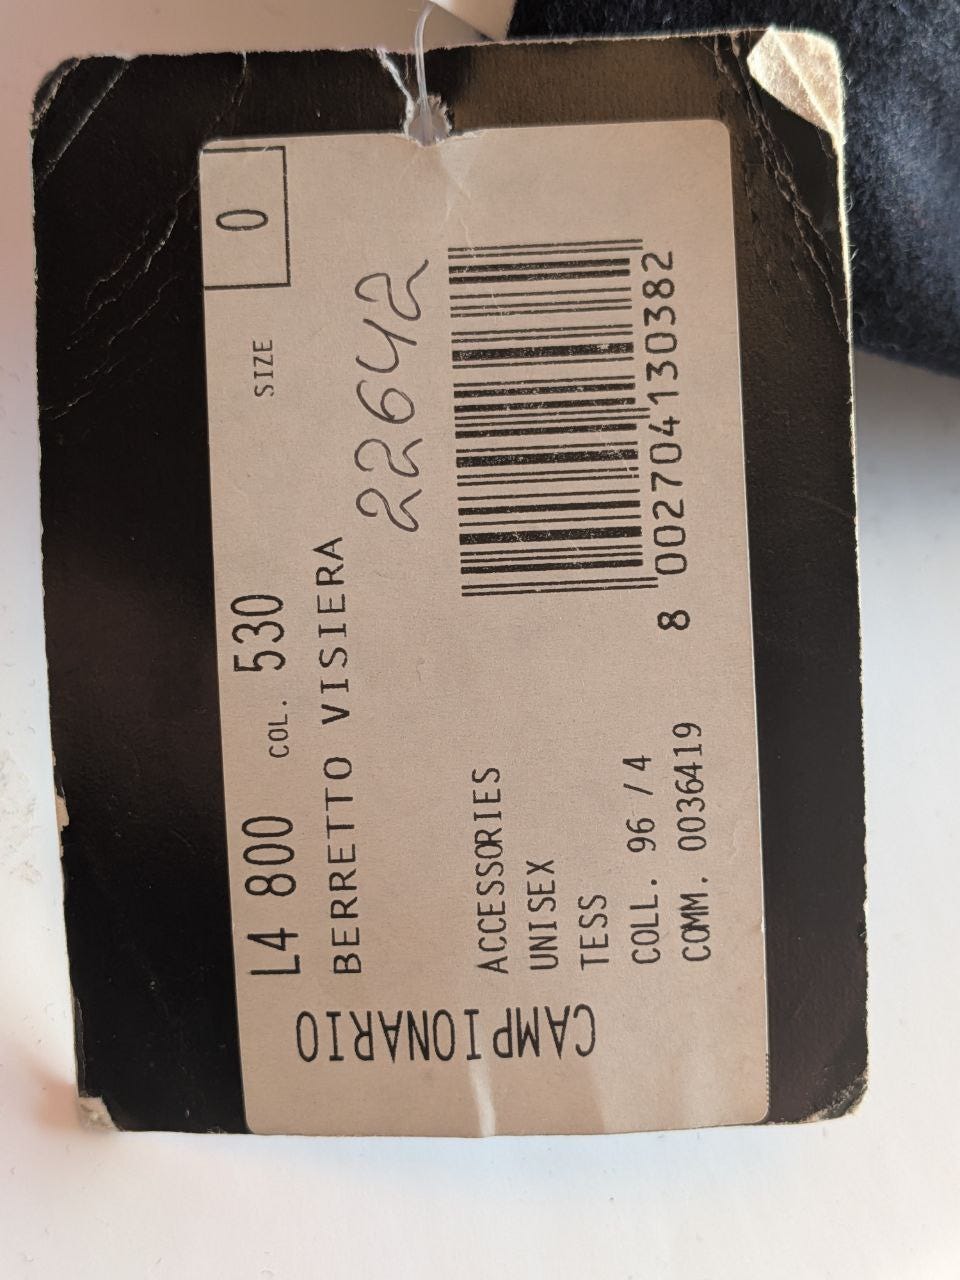 L4 800 COL. 530 SIZE 0
BERRETTO VISIERA
22642
ACCESSORIES
UNISEX
TESS
COLL. 96 /4
COMM. 0036419
8 002704 130382
CAMPIONARIO